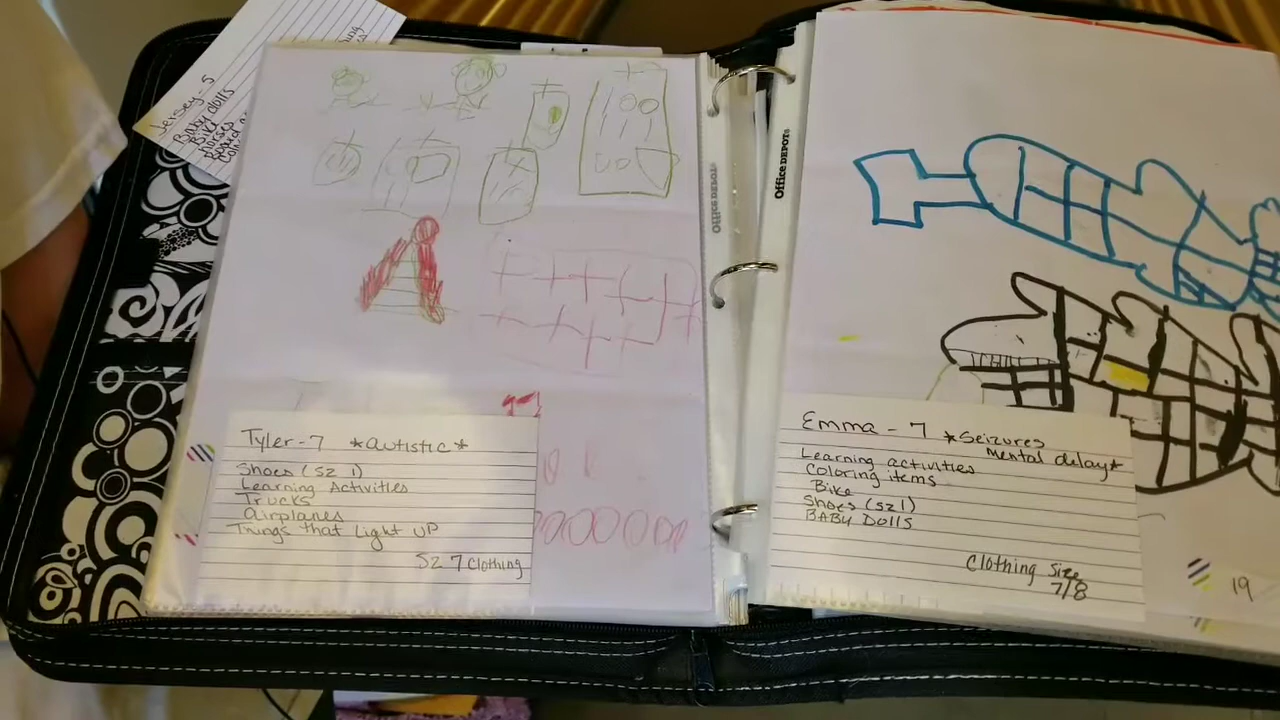 Jersey-5
Baby dolls
Bike
horses
OFFICE DEPOT
Office DEPOT
Tyler-7 *Autistic*
Shoes (sz 1)
Learning Activities
Trucks
Airplanes
Things that Light UP
Sz 7 Clothing
Emma - 7 *Seizures
Mental delay*
Learning activities
Coloring items
Bike
Shoes (sz 1)
BABY DOLLS
Clothing Size
7/8
19